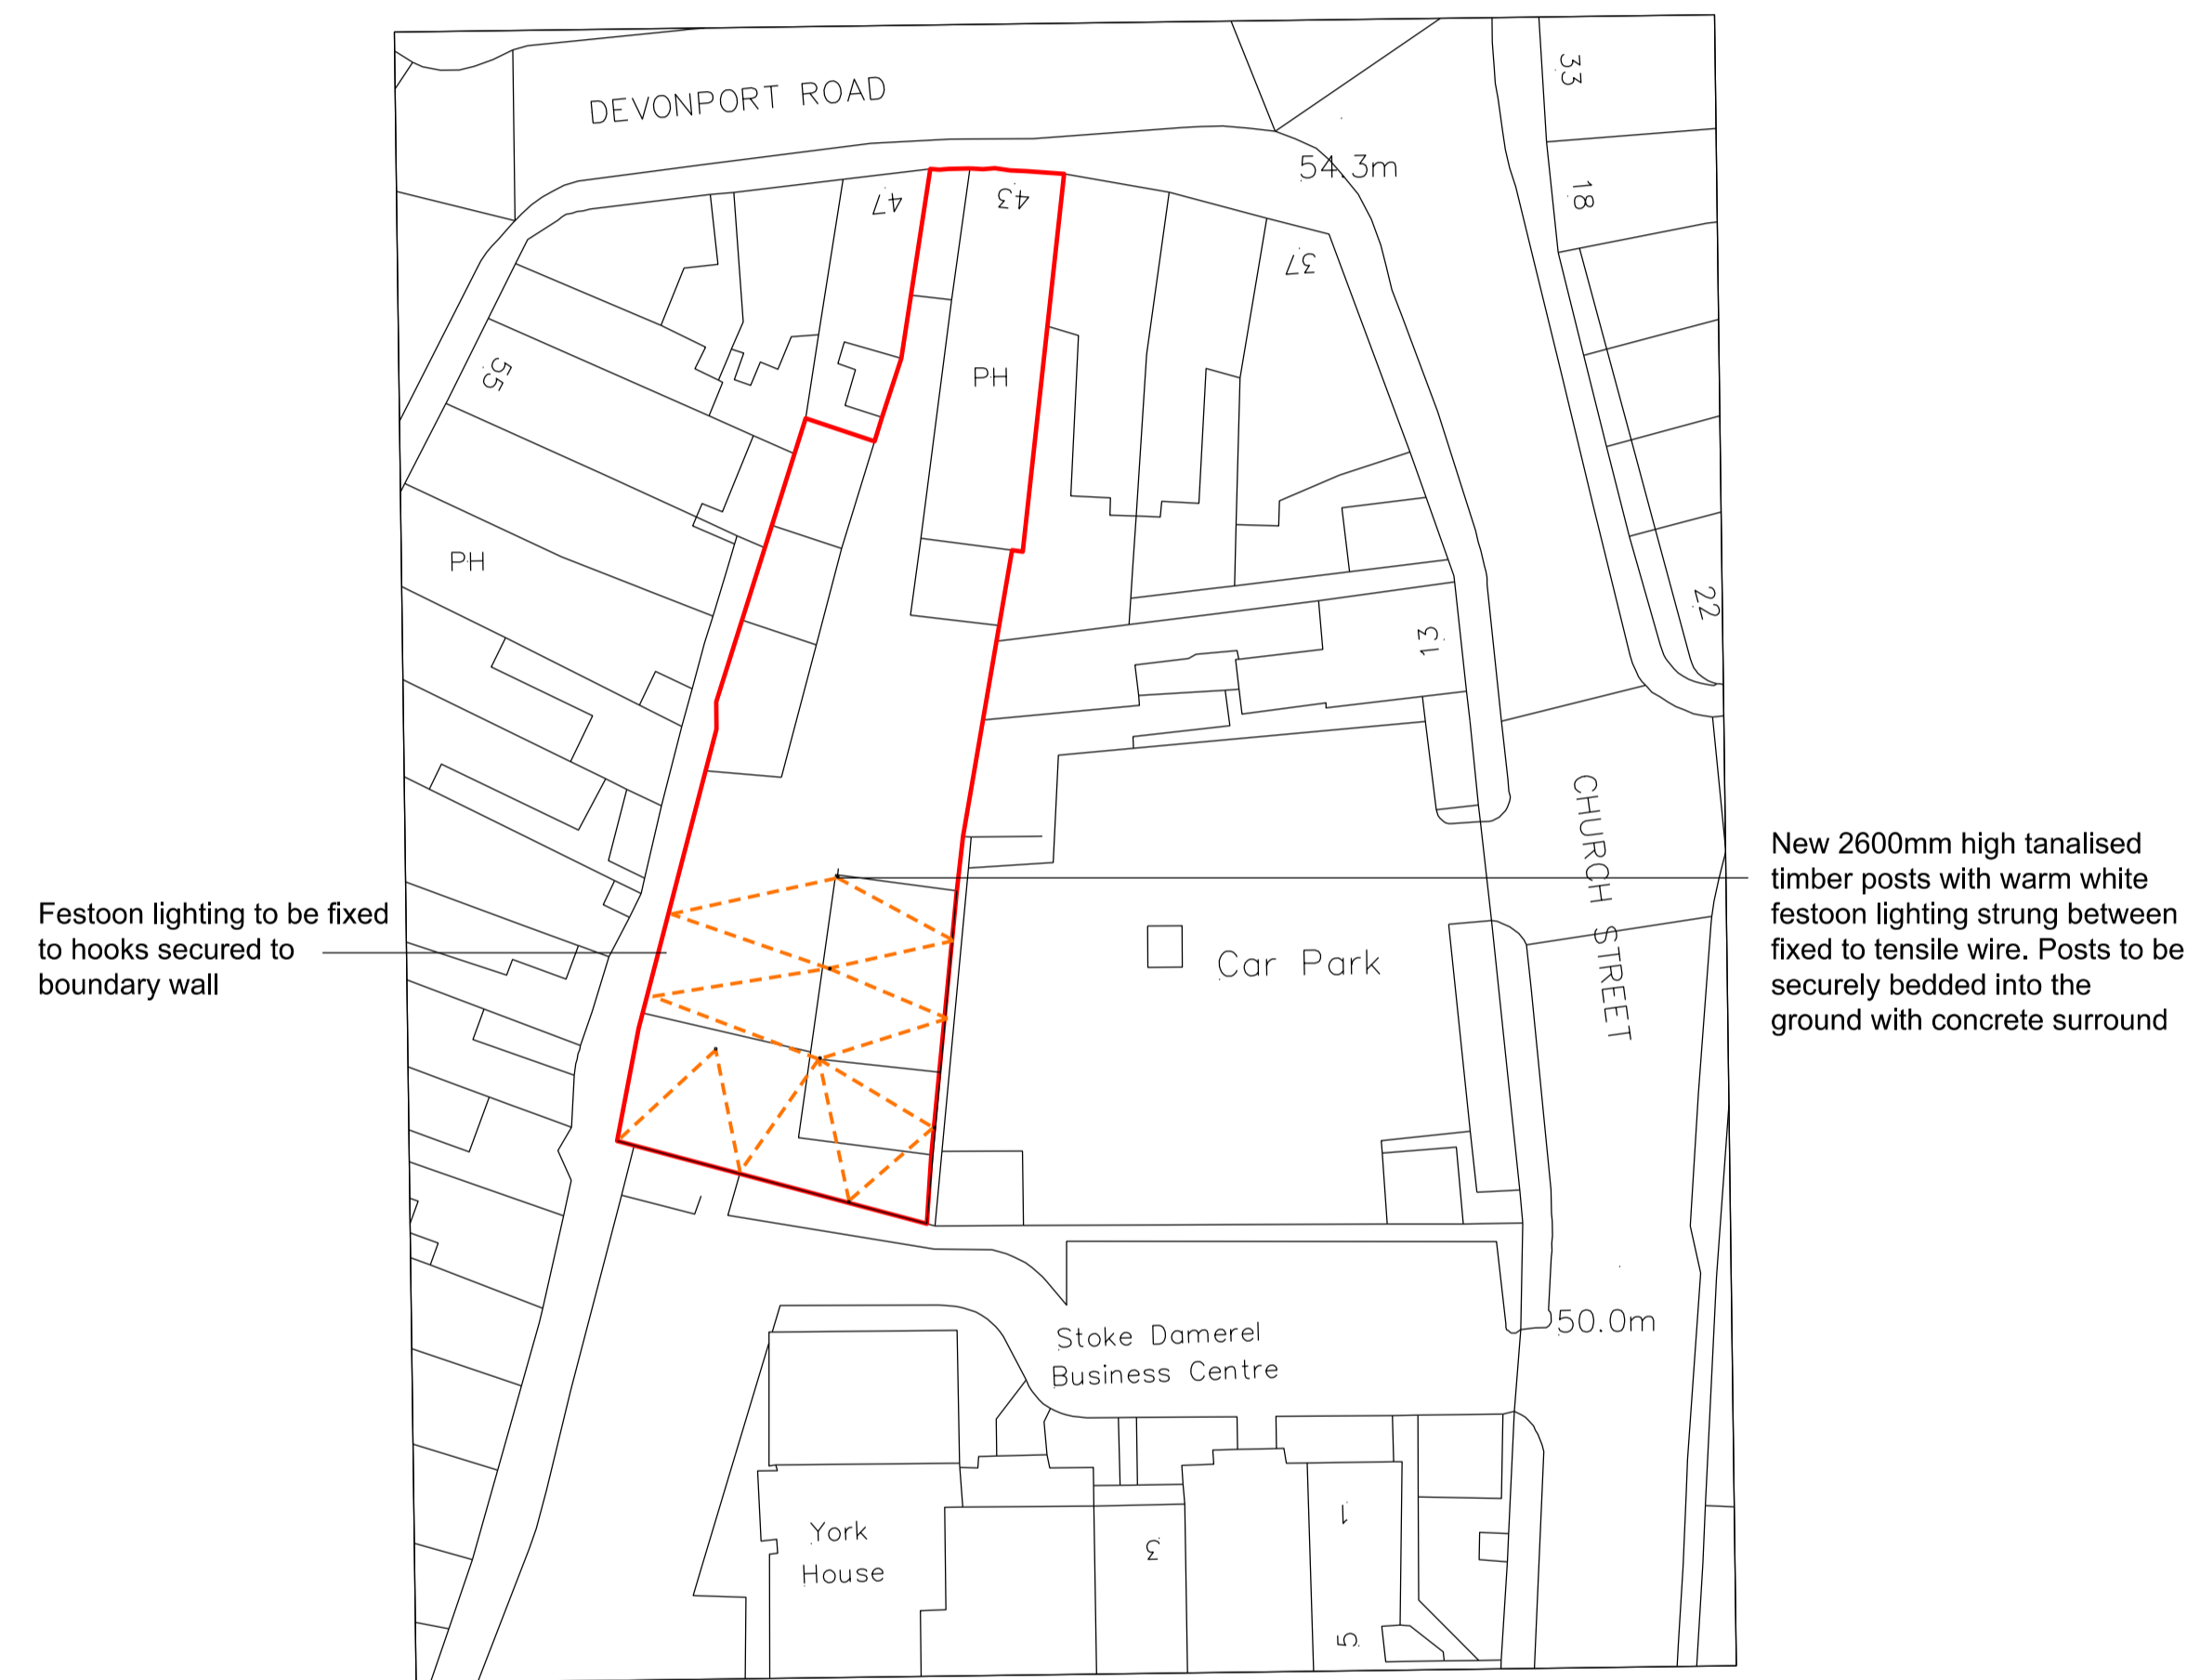 DEVONPORT ROAD
33
54.3m
18
47
43
37
55
PH
PH
22
13
CHURCH STREET
New 2600mm high tanalised
timber posts with warm white
festoon lighting strung between
fixed to tensile wire. Posts to be
securely bedded into the
ground with concrete surround
Festoon lighting to be fixed
to hooks secured to
boundary wall
Car Park
50.0m
Stoke Damerel
Business Centre
York
House
3
1
5